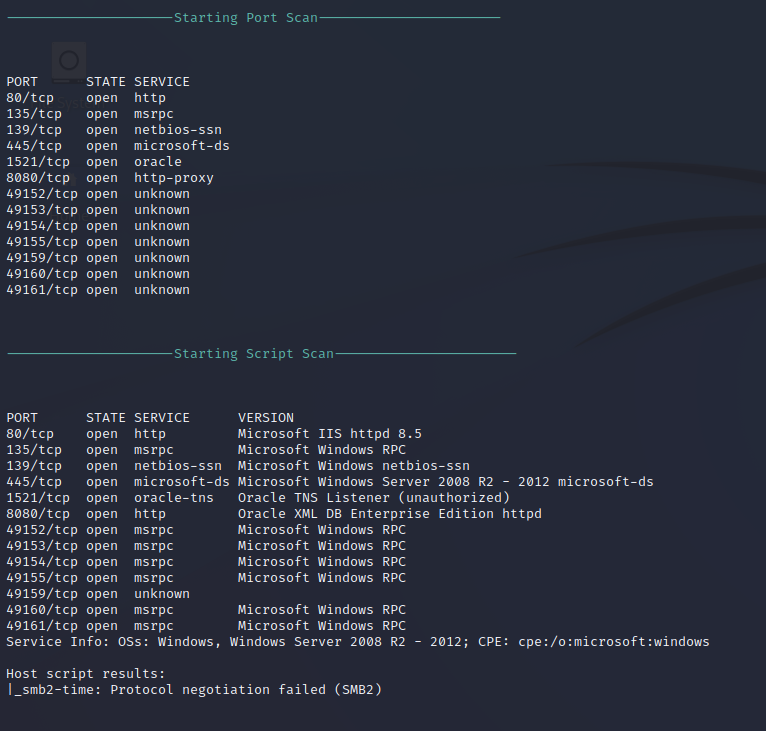 ---------------------Starting Port Scan-----------------------
PORT      STATE SERVICE
80/tcp    open  http
135/tcp   open  msrpc
139/tcp   open  netbios-ssn
445/tcp   open  microsoft-ds
1521/tcp  open  oracle
8080/tcp  open  http-proxy
49152/tcp open  unknown
49153/tcp open  unknown
49154/tcp open  unknown
49155/tcp open  unknown
49159/tcp open  unknown
49160/tcp open  unknown
49161/tcp open  unknown
---------------------Starting Script Scan-----------------------
PORT      STATE SERVICE      VERSION
80/tcp    open  http         Microsoft IIS httpd 8.5
135/tcp   open  msrpc        Microsoft Windows RPC
139/tcp   open  netbios-ssn  Microsoft Windows netbios-ssn
445/tcp   open  microsoft-ds Microsoft Windows Server 2008 R2 - 2012 microsoft-ds
1521/tcp  open  oracle-tns   Oracle TNS Listener (unauthorized)
8080/tcp  open  http         Oracle XML DB Enterprise Edition httpd
49152/tcp open  msrpc        Microsoft Windows RPC
49153/tcp open  msrpc        Microsoft Windows RPC
49154/tcp open  msrpc        Microsoft Windows RPC
49155/tcp open  msrpc        Microsoft Windows RPC
49159/tcp open  unknown
49160/tcp open  msrpc        Microsoft Windows RPC
49161/tcp open  msrpc        Microsoft Windows RPC
Service Info: OSs: Windows, Windows Server 2008 R2 - 2012; CPE: cpe:/o:microsoft:windows
Host script results:
|_smb2-time: Protocol negotiation failed (SMB2)